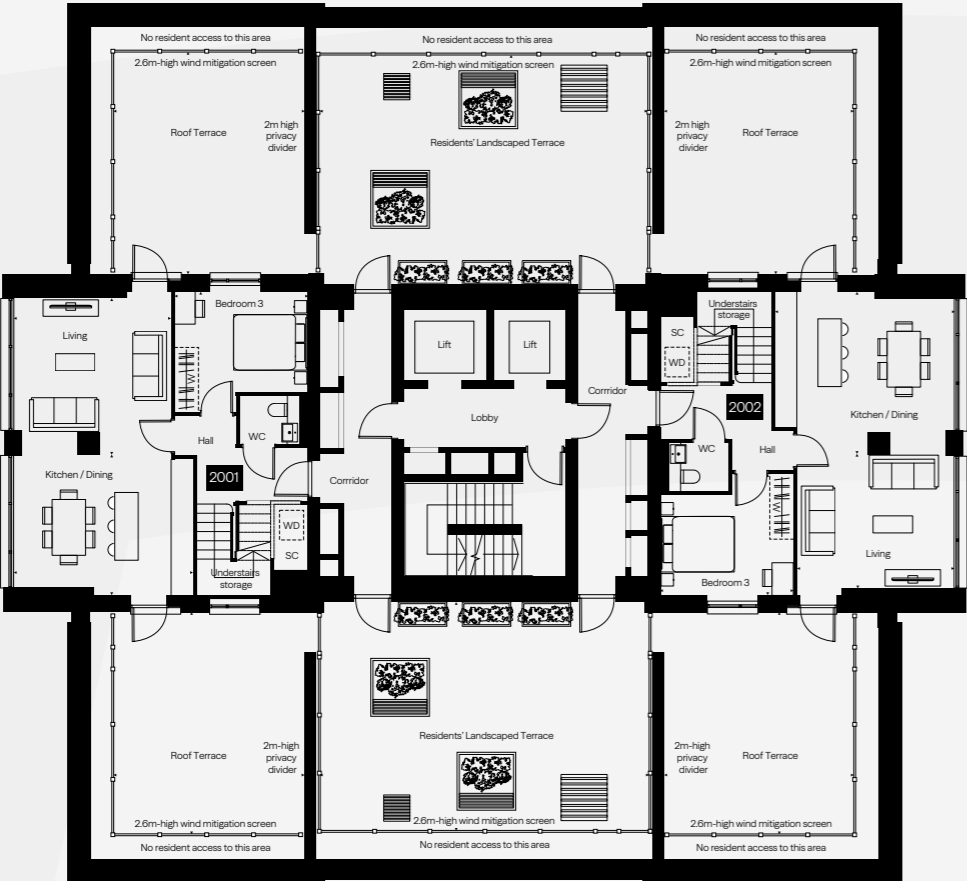 No resident access to this area
No resident access to this area
No resident access to this area
2.6m-high wind mitigation screen
2.6m-high wind mitigation screen
2.6m-high wind mitigation screen
Roof Terrace
2m high
privacy
divider
Residents' Landscaped Terrace
2m high
privacy
divider
Roof Terrace
Bedroom 3
Living
W
Hall
WC
2001
Kitchen / Dining
WD
SC
Understairs
storage
Lift
Lift
Lobby
Corrridor
Corrridor
Understairs
storage
SC
WD
2002
Kitchen / Dining
WC
Hall
W
Bedroom 3
Living
Roof Terrace
2m-high
privacy
divider
Residents' Landscaped Terrace
2m-high
privacy
divider
Roof Terrace
2.6m-high wind mitigation screen
2.6m-high wind mitigation screen
2.6m-high wind mitigation screen
No resident access to this area
No resident access to this area
No resident access to this area